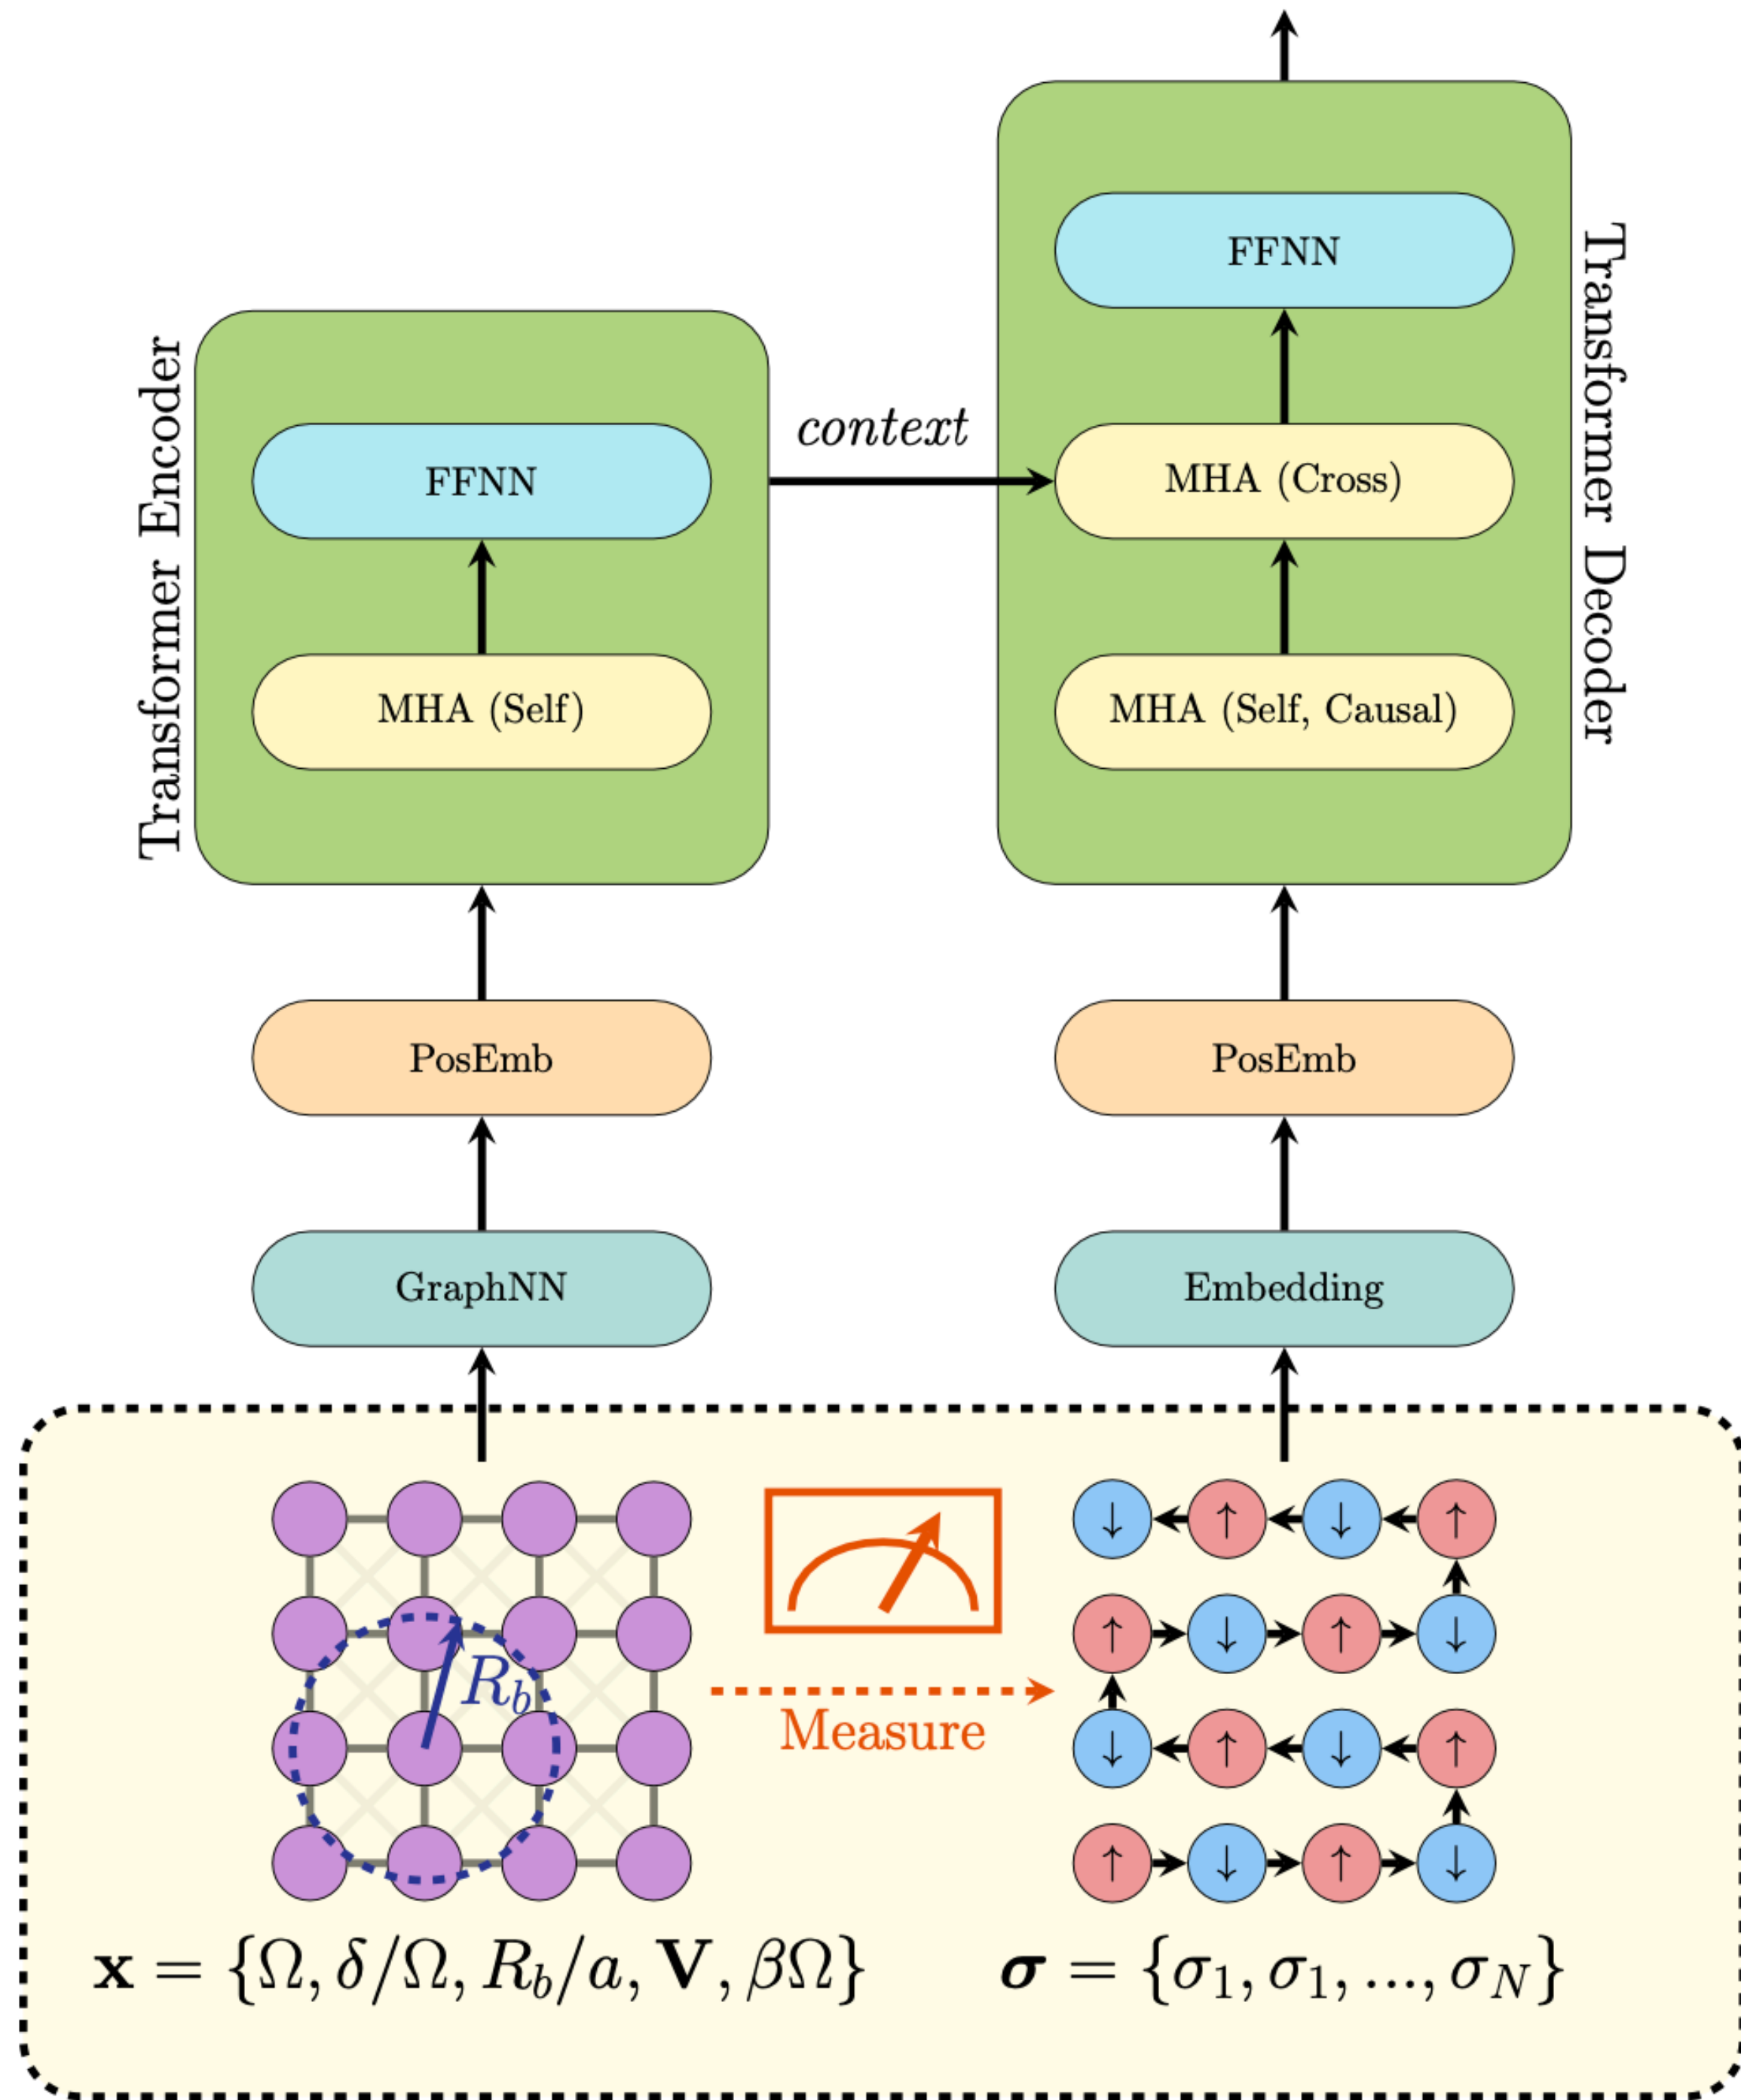 FFNN
Transformer Encoder
FFNN
context
MHA (Cross)
Transformer Decoder
MHA (Self)
MHA (Self, Causal)
PosEmb
PosEmb
GraphNN
Embedding
↓ ↑ ↓ ↑
↑ ↓ ↑ ↓
R_b
Measure
↓ ↑ ↓ ↑
↑ ↓ ↑ ↓
x = {Ω, δ/Ω, R_b/a, V, βΩ}
σ = {σ_1, σ_1, ..., σ_N}